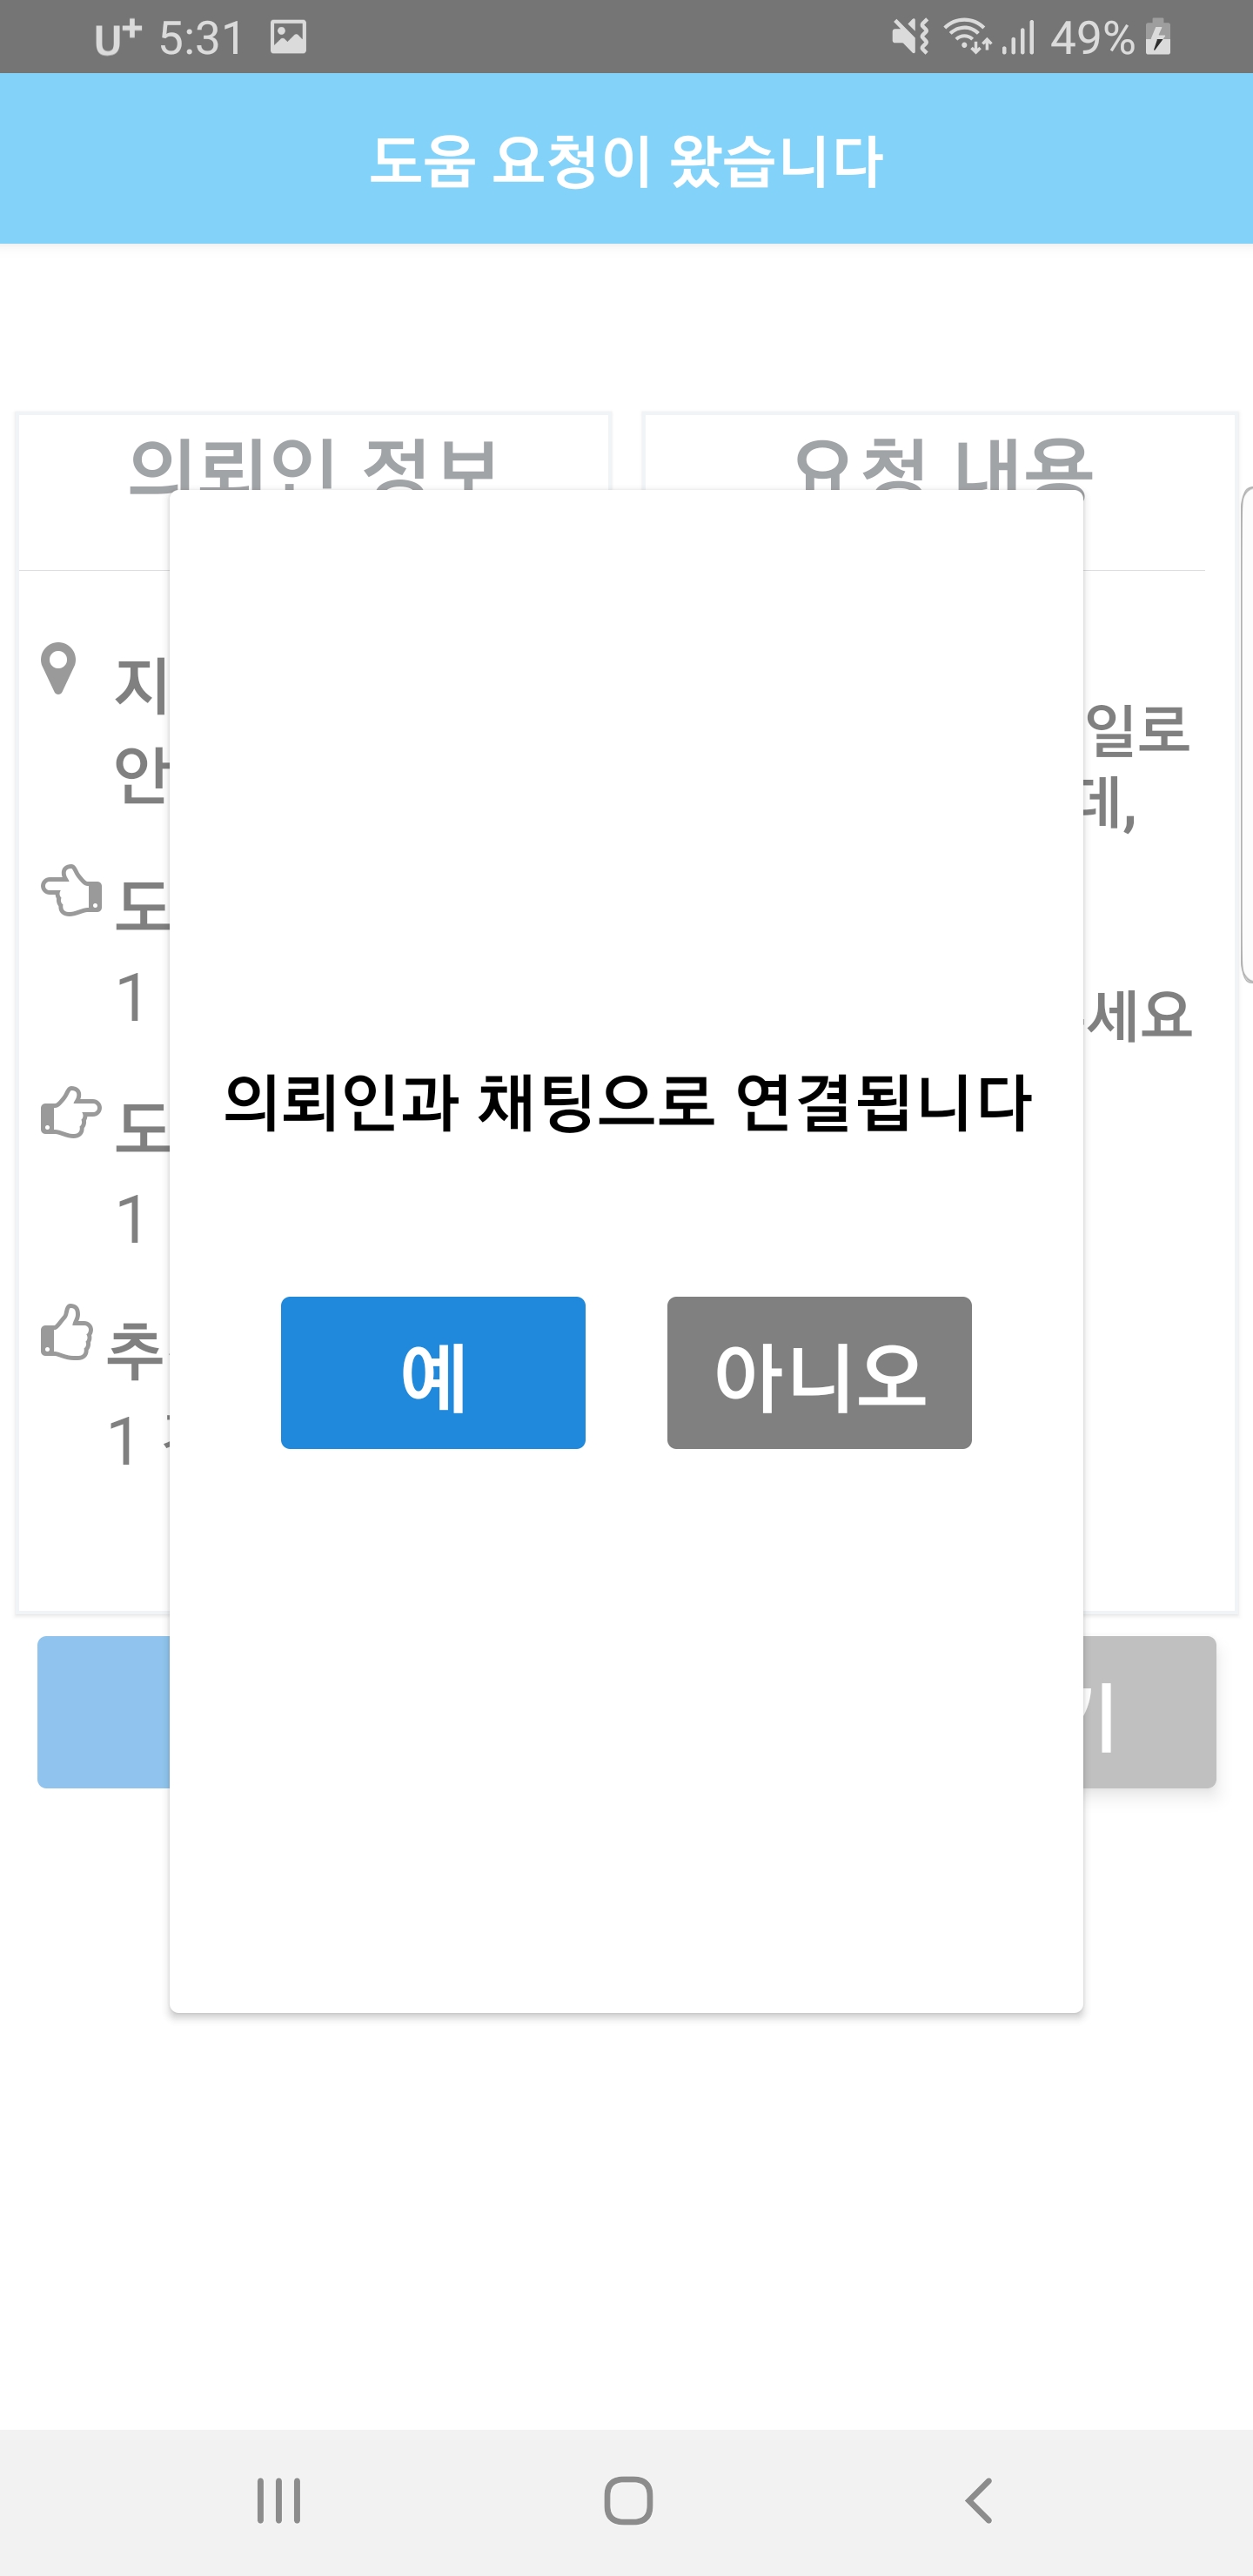 U+ 5:31 49%
도움 요청이 왔습니다
의뢰인 정보 요청 내용
지
일로
안
데,
도
1
세요
의뢰인과 채팅으로 연결됩니다
도
1
예 아니오
추
1
기